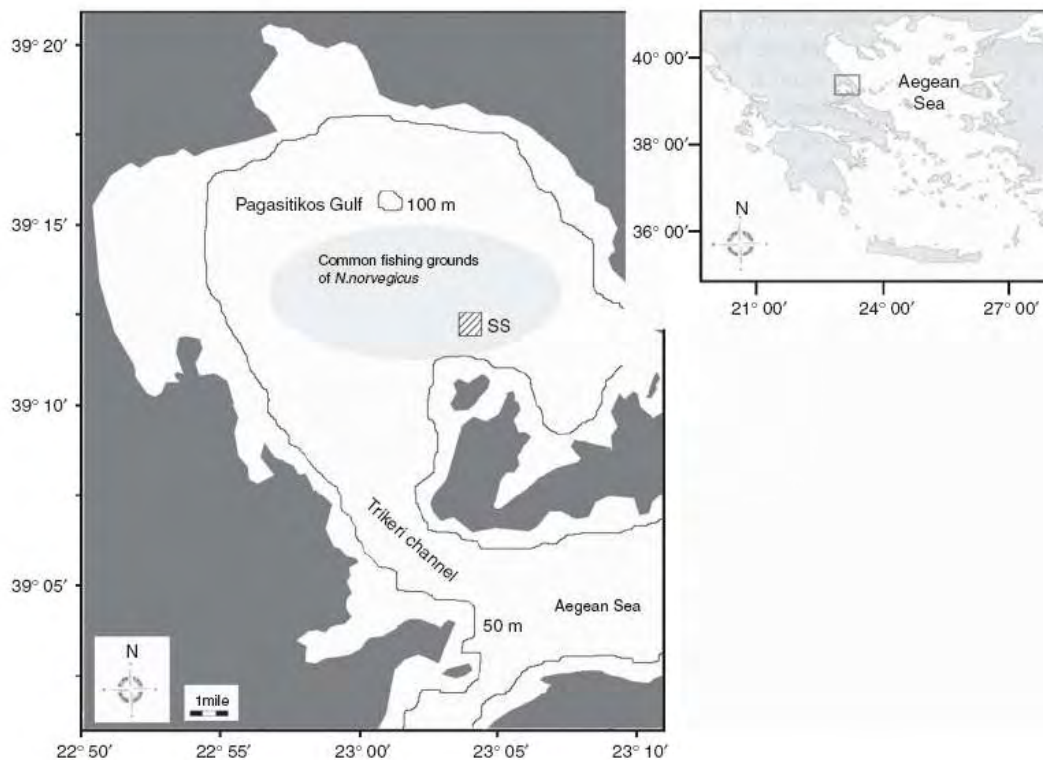 39° 20′
39° 15′
39° 10′
39° 05′
22° 50′
22° 55′
23° 00′
23° 05′
23° 10′
Pagasitikos Gulf
100 m
Common fishing grounds
of N.norvegicus
SS
Trikeri channel
Aegean Sea
50 m
N
1mile
40° 00′
38° 00′
36° 00′
Aegean
Sea
N
21° 00′
24° 00′
27° 00′